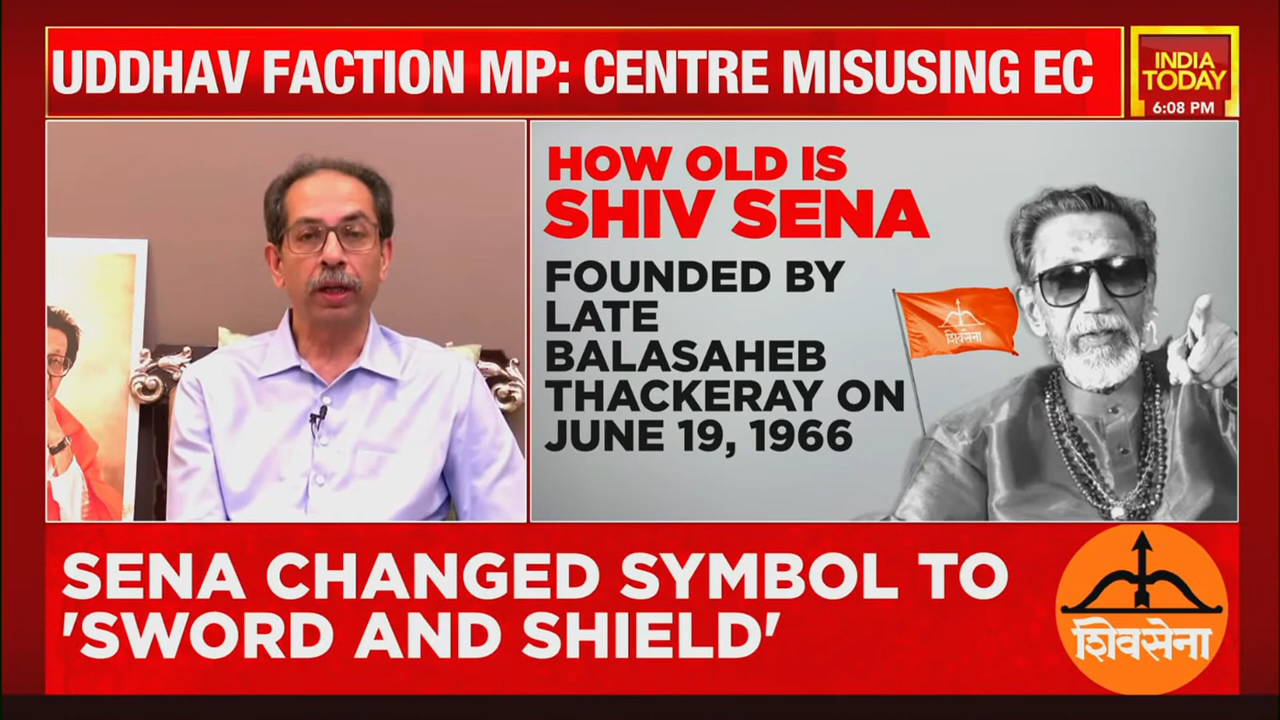 UDDHAV FACTION MP: CENTRE MISUSING EC
INDIA
TODAY
6:08 PM
HOW OLD IS
SHIV SENA
FOUNDED BY
LATE
BALASAHEB
THACKERAY ON
JUNE 19, 1966
शिवसेना
SENA CHANGED SYMBOL TO
'SWORD AND SHIELD'
शिवसेना